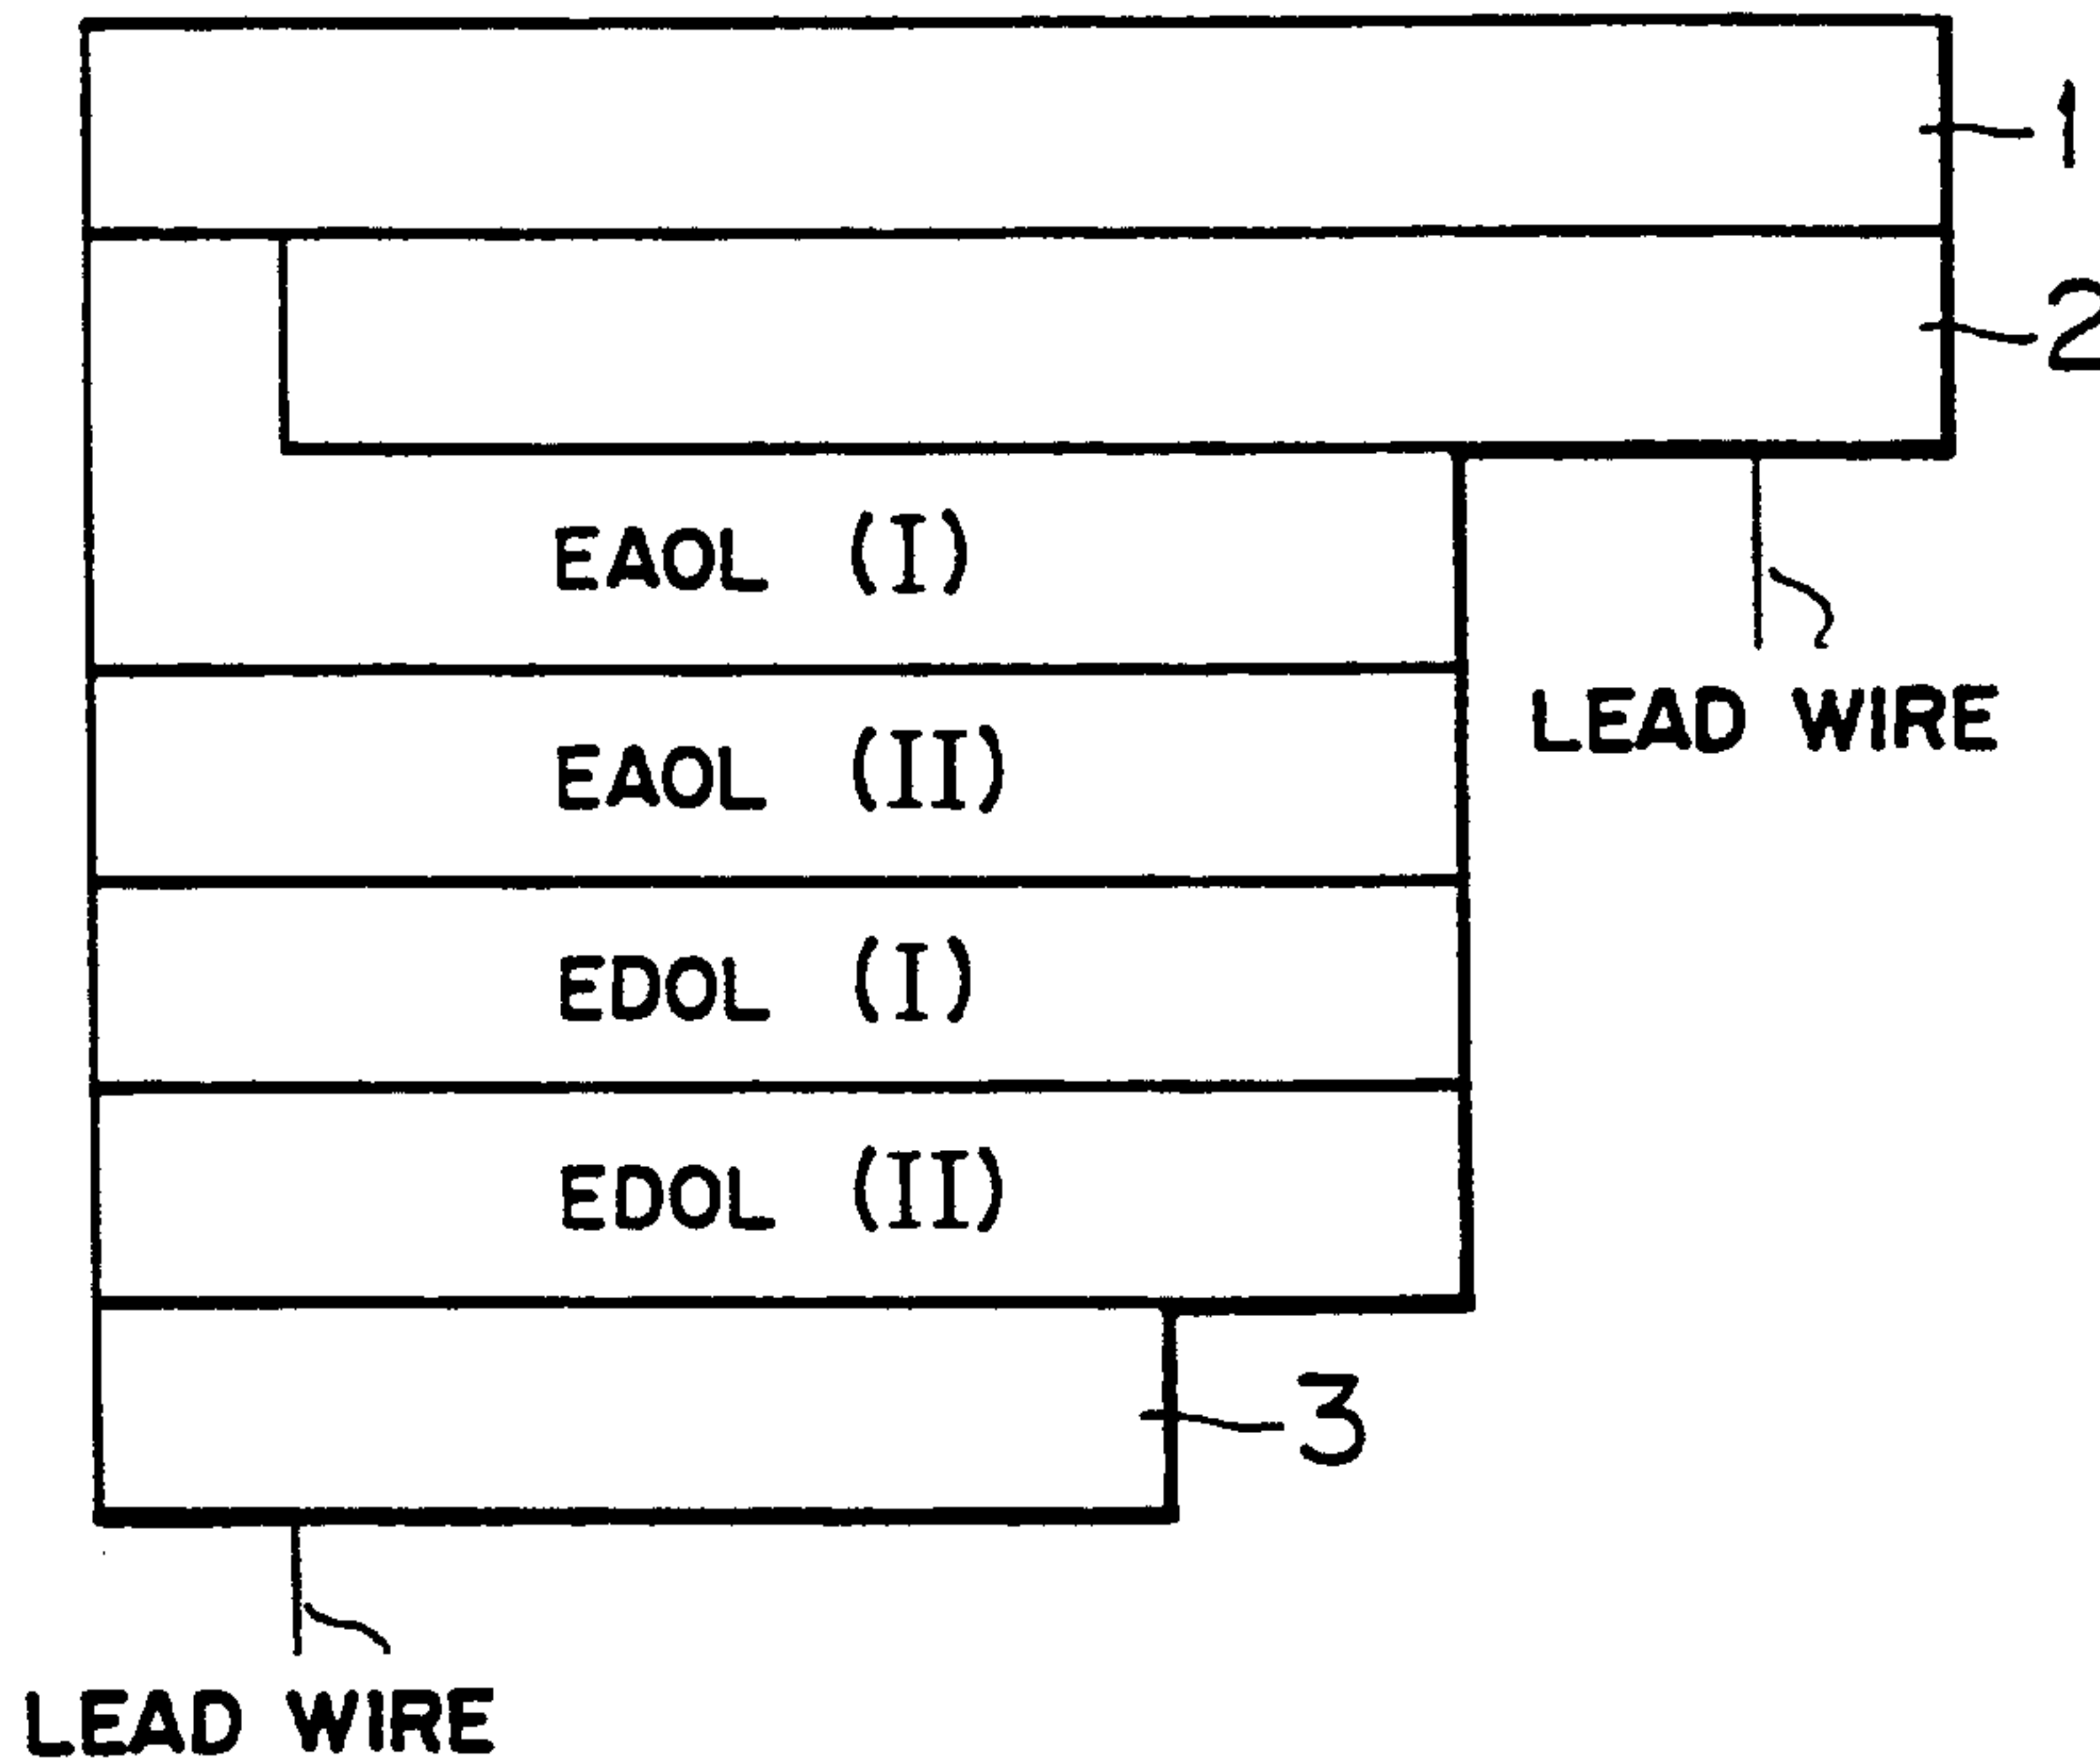 1
2
EAOL (I)
LEAD WIRE
EAOL (II)
EDOL (I)
EDOL (II)
3
LEAD WIRE